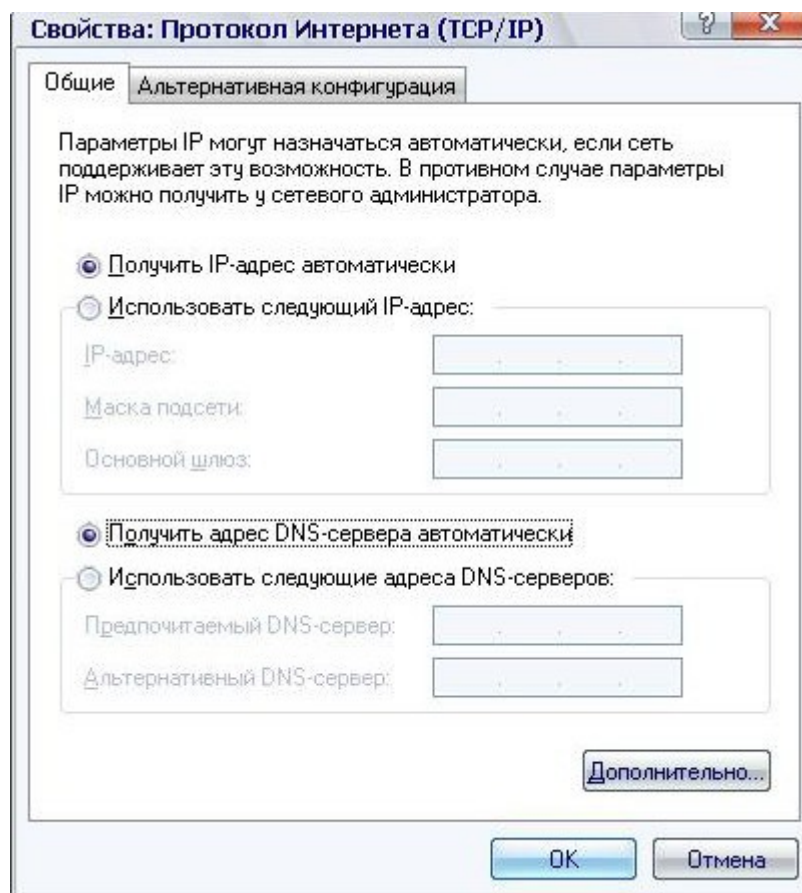 Свойства: Протокол Интернета (TCP/IP)
Общие
Альтернативная конфигурация
Параметры IP могут назначаться автоматически, если сеть
поддерживает эту возможность. В противном случае параметры
IP можно получить у сетевого администратора.
Получить IP-адрес автоматически
Использовать следующий IP-адрес:
IP-адрес:
Маска подсети:
Основной шлюз:
Получить адрес DNS-сервера автоматически
Использовать следующие адреса DNS-серверов:
Предпочитаемый DNS-сервер:
Альтернативный DNS-сервер:
Дополнительно...
OK
Отмена